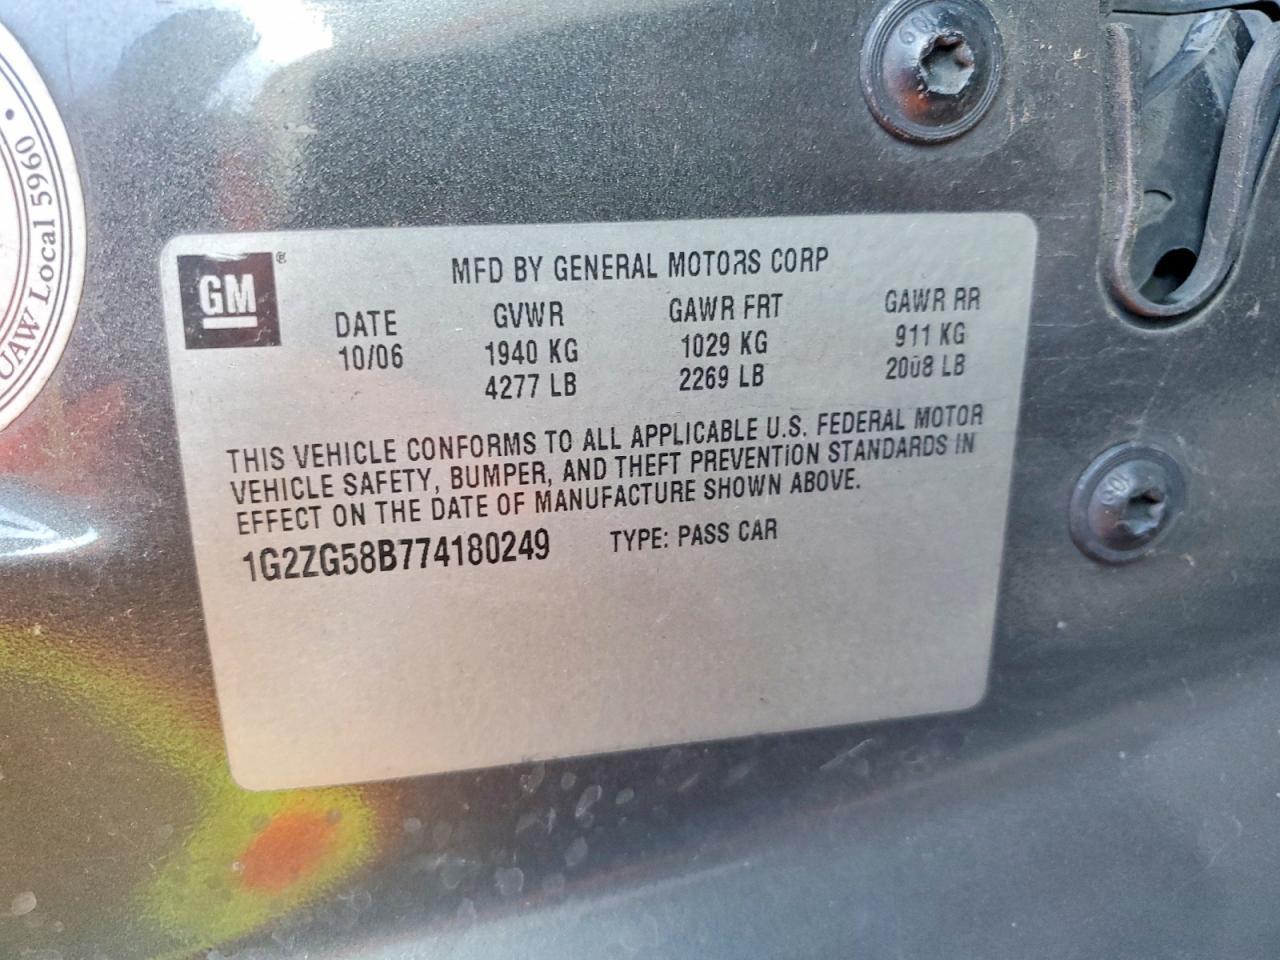 UAW Local 5960 •
109
GM®
MFD BY GENERAL MOTORS CORP
DATE GVWR GAWR FRT GAWR RR
10/06 1940 KG 1029 KG 911 KG
4277 LB 2269 LB 2008 LB
THIS VEHICLE CONFORMS TO ALL APPLICABLE U.S. FEDERAL MOTOR
VEHICLE SAFETY, BUMPER, AND THEFT PREVENTION STANDARDS IN
EFFECT ON THE DATE OF MANUFACTURE SHOWN ABOVE.
1G2ZG58B774180249 TYPE: PASS CAR
109